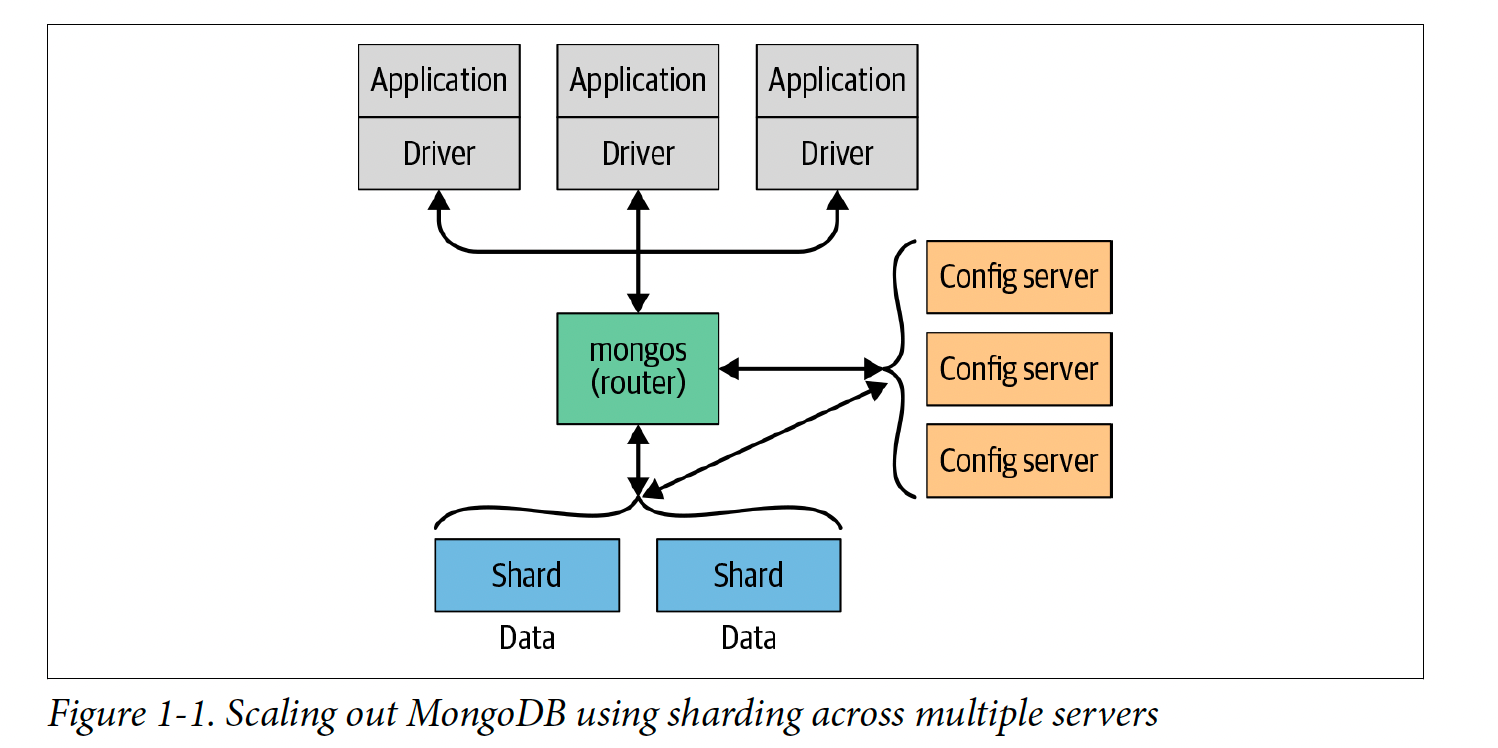 Application Application Application
Driver Driver Driver
Config server
mongos
(router)
Config server
Config server
Shard Shard
Data Data
Figure 1-1. Scaling out MongoDB using sharding across multiple servers